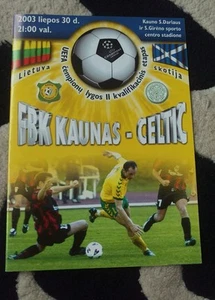 2003 liepos 30 d.
21:00 val.
Kauno S.Dariaus
ir S.Girėno sporto
centro stadione
UEFA čempionų lygos II kvalifikacinis etapas
Lietuva
Škotija
FBK KAUNAS - CELTIC